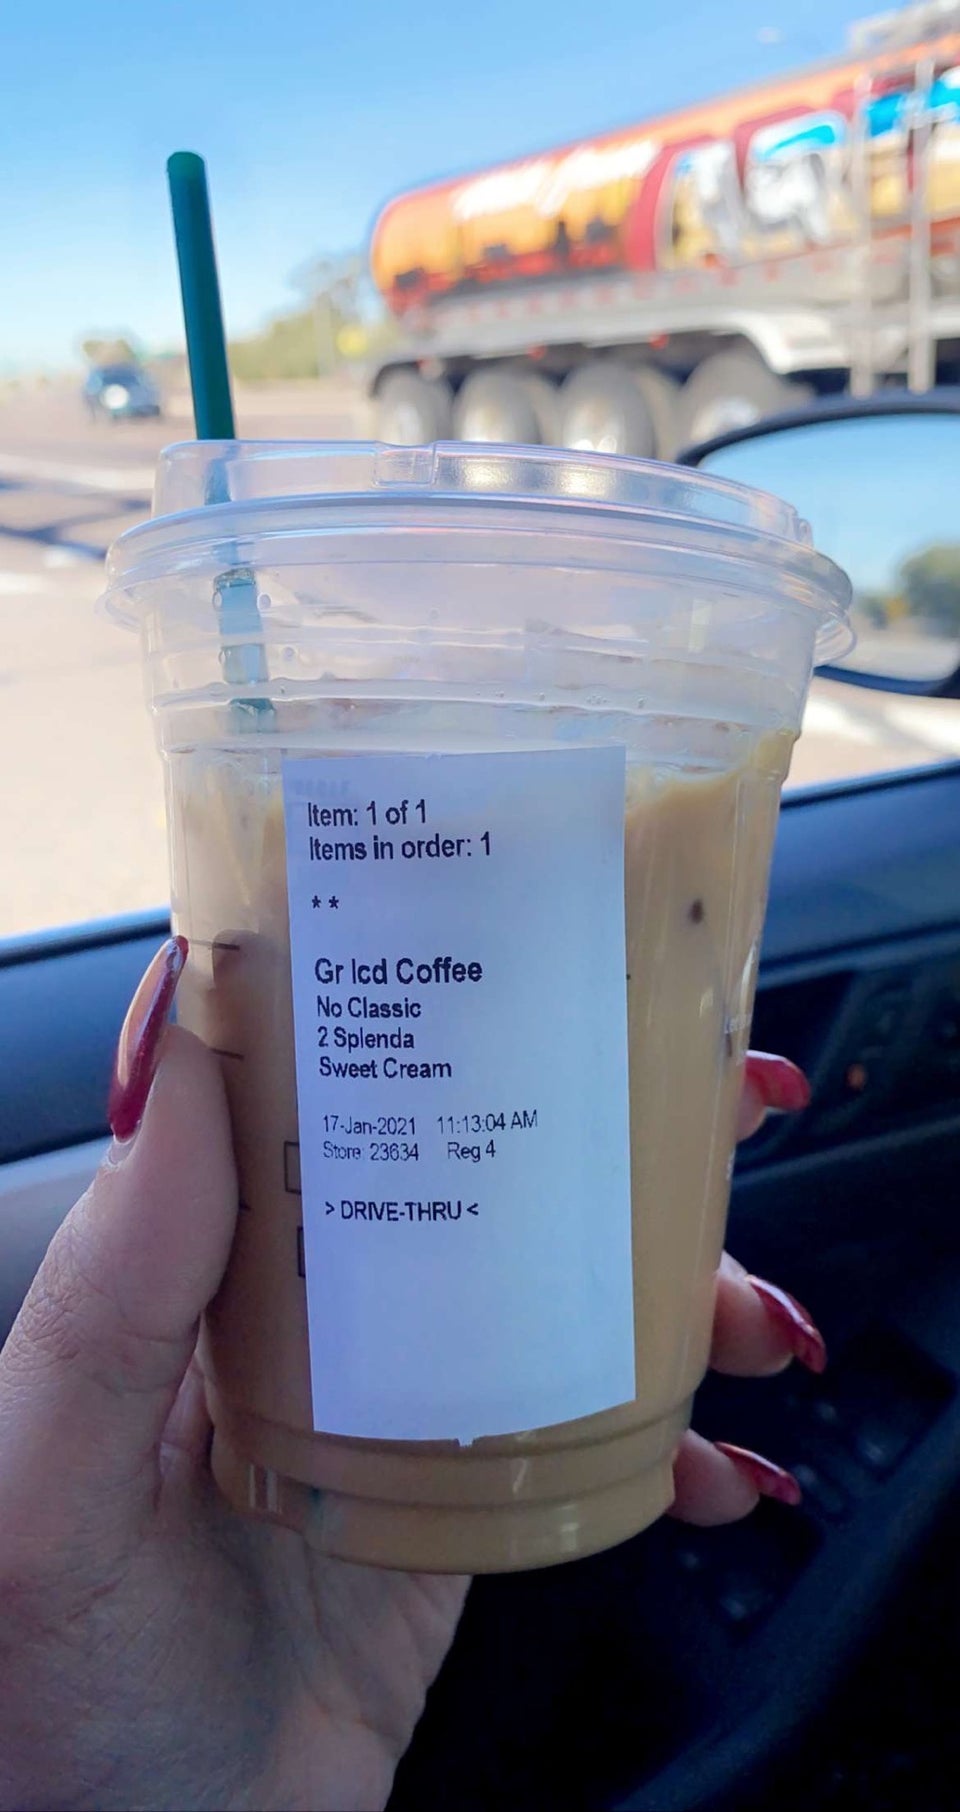 Item: 1 of 1
Items in order: 1
**
Gr Icd Coffee
No Classic
2 Splenda
Sweet Cream
17-Jan-2021 11:13:04 AM
Store: 23634 Reg 4
> DRIVE-THRU <